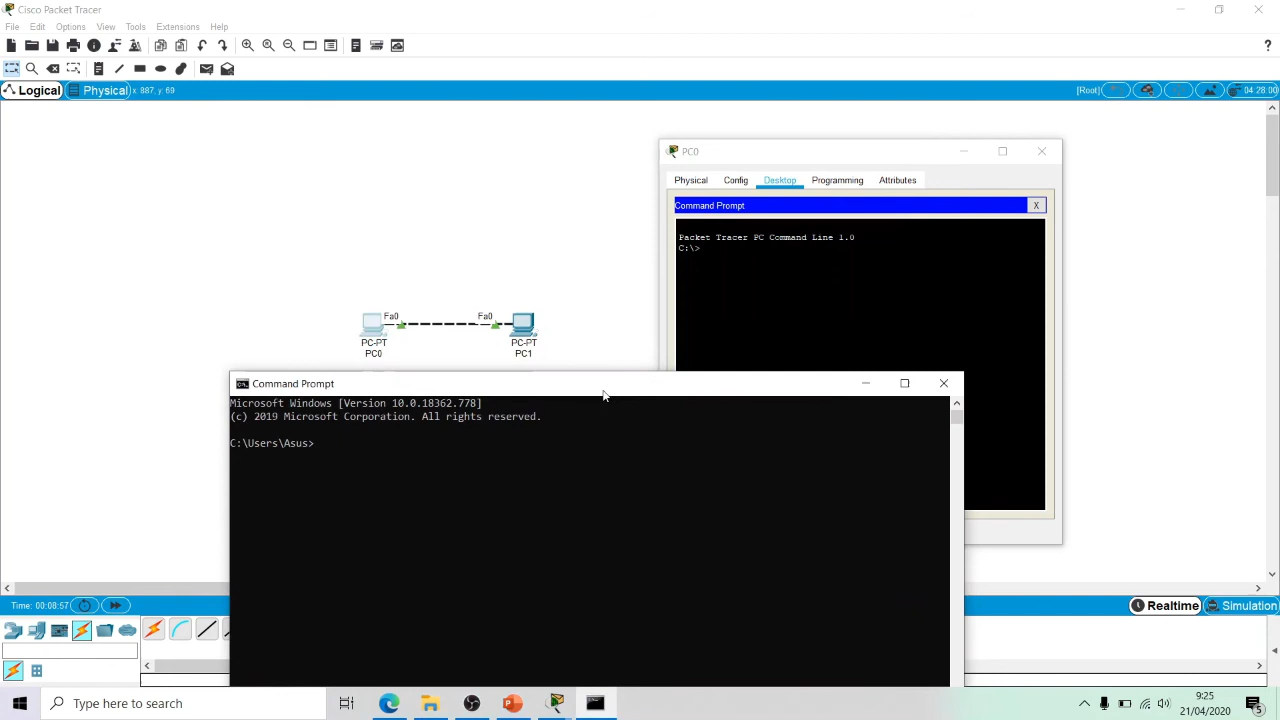 Cisco Packet Tracer
File Edit Options View Tools Extensions Help
?
Logical Physical x: 887; y: 69 [Root] 04:28:00
PC0
Physical Config Desktop Programming Attributes
Command Prompt X
Packet Tracer PC Command Line 1.0
C:\>
Fa0 Fa0
PC-PT PC-PT
PC0 PC1
Command Prompt
Microsoft Windows [Version 10.0.18362.778]
(c) 2019 Microsoft Corporation. All rights reserved.
C:\Users\Asus>
Time: 00:08:57 Realtime Simulation
Type here to search
9:25
21/04/2020
5